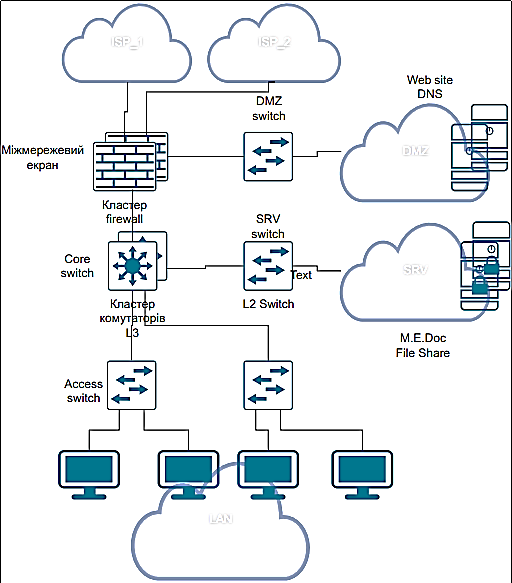 ISP_1
ISP_2
Web site
DNS
DMZ
switch
Міжмережевий
екран
DMZ
Кластер
firewall
SRV
switch
Core
switch
SRV
Text
Кластер
комутаторів
L3
L2 Switch
M.E.Doc
File Share
Access
switch
LAN